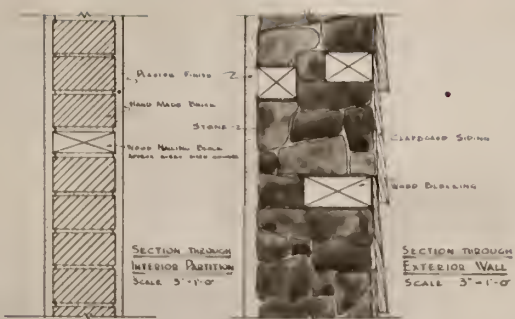 PLASTER FINISH
HAND MADE BRICK
STONE
WOOD NAILING BLOCK
CLAPBOARD SIDING
WOOD BLOCKING
SECTION THROUGH
INTERIOR PARTITION
SCALE 3"=1'-0"
SECTION THROUGH
EXTERIOR WALL
SCALE 3"=1'-0"